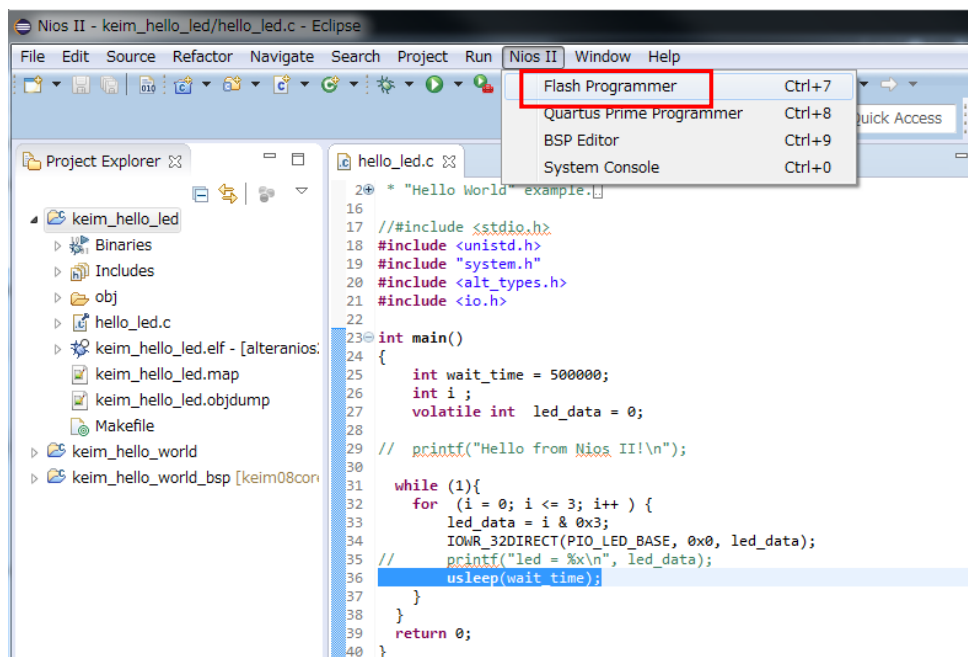 Nios II - keim_hello_led/hello_led.c - Eclipse
File Edit Source Refactor Navigate Search Project Run Nios II Window Help
Flash Programmer Ctrl+7
Quartus Prime Programmer Ctrl+8
BSP Editor Ctrl+9
System Console Ctrl+0
010
Quick Access
Project Explorer
keim_hello_led
Binaries
Includes
obj
hello_led.c
keim_hello_led.elf - [alteranios
keim_hello_led.map
keim_hello_led.objdump
Makefile
keim_hello_world
keim_hello_world_bsp [keim08cor
hello_led.c
2 * "Hello World" example.
16
17 //#include <stdio.h>
18 #include <unistd.h>
19 #include "system.h"
20 #include <alt_types.h>
21 #include <io.h>
22
23 int main()
24 {
25 int wait_time = 500000;
26 int i ;
27 volatile int led_data = 0;
28
29 // printf("Hello from Nios II!\n");
30
31 while (1){
32 for (i = 0; i <= 3; i++ ) {
33 led_data = i & 0x3;
34 IOWR_32DIRECT(PIO_LED_BASE, 0x0, led_data);
35 // printf("led = %x\n", led_data);
36 usleep(wait_time);
37 }
38 }
39 return 0;
40 }